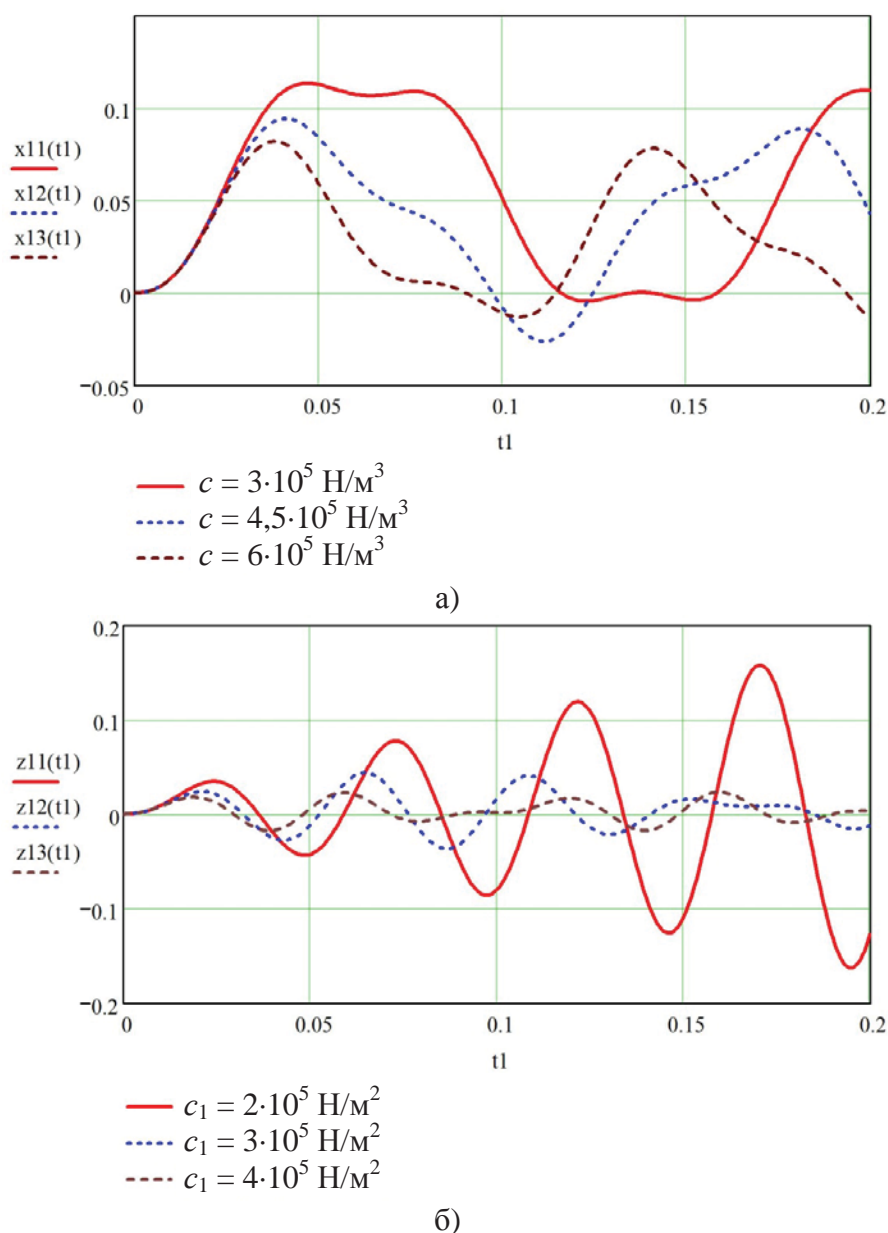 0.1
x11(t1)
x12(t1)
0.05
x13(t1)
0
−0.05
0 0.05 0.1 0.15 0.2
t1
c = 3·10⁵ Н/м³
c = 4,5·10⁵ Н/м³
c = 6·10⁵ Н/м³
а)
0.2
0.1
z11(t1)
z12(t1)
0
z13(t1)
−0.1
−0.2
0 0.05 0.1 0.15 0.2
t1
c₁ = 2·10⁵ Н/м²
c₁ = 3·10⁵ Н/м²
c₁ = 4·10⁵ Н/м²
б)